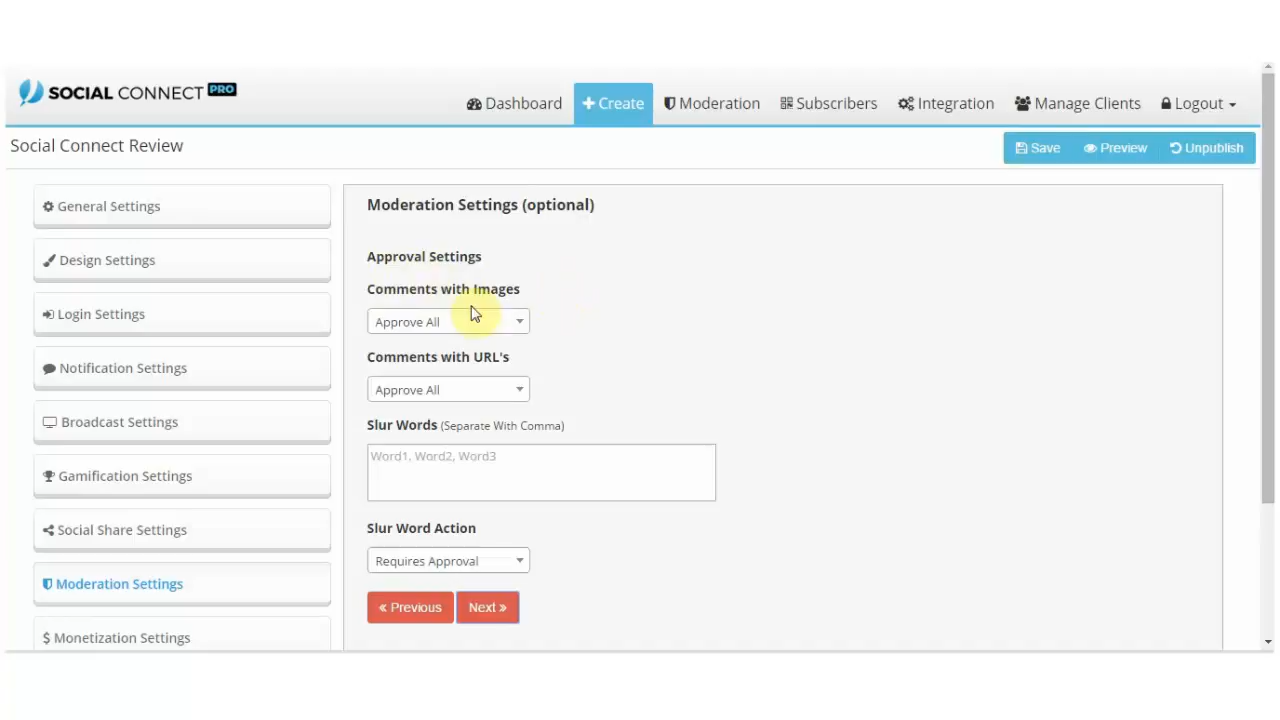 SOCIAL CONNECT PRO
Dashboard
Create
Moderation
Subscribers
Integration
Manage Clients
Logout
Social Connect Review
Save
Preview
Unpublish
General Settings
Design Settings
Login Settings
Notification Settings
Broadcast Settings
Gamification Settings
Social Share Settings
Moderation Settings
$ Monetization Settings
Moderation Settings (optional)
Approval Settings
Comments with Images
Approve All
Comments with URL's
Approve All
Slur Words (Separate With Comma)
Word1, Word2, Word3
Slur Word Action
Requires Approval
« Previous
Next »